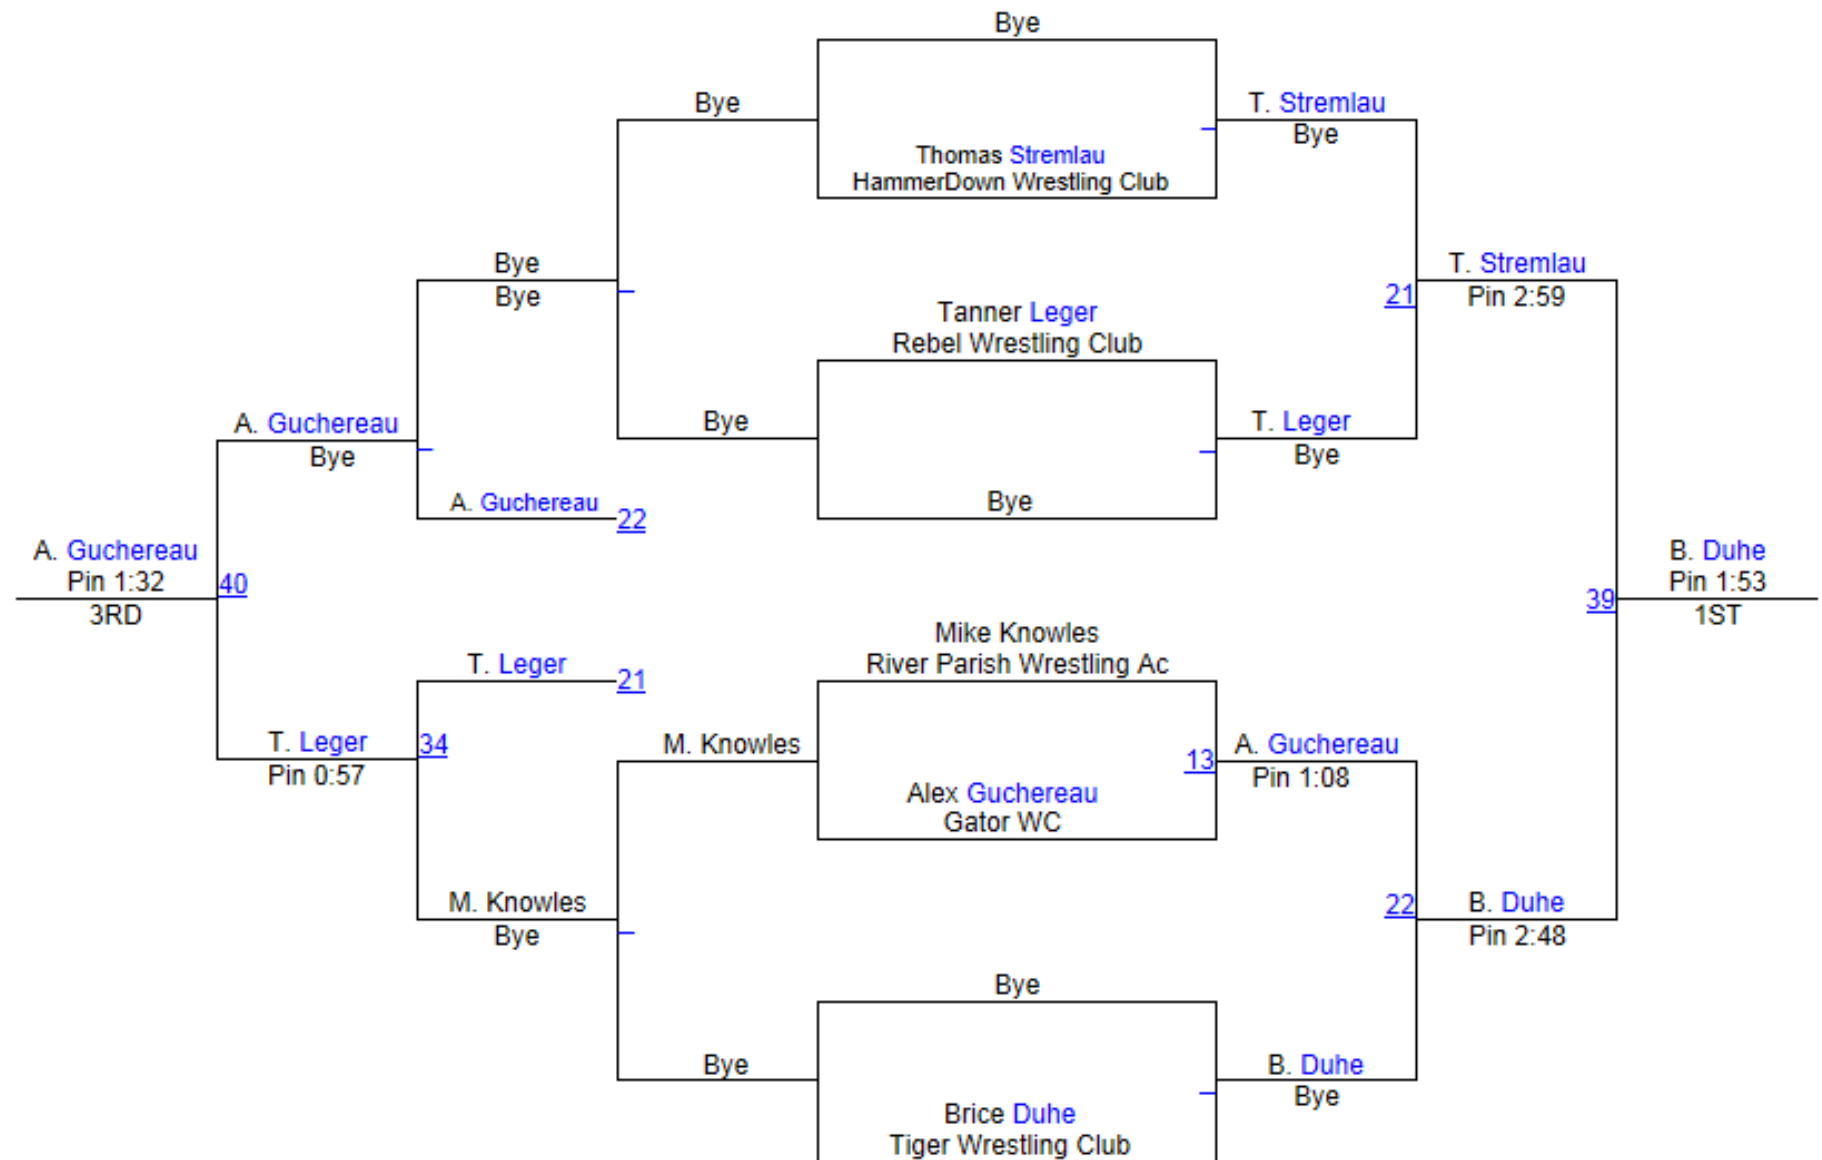 Bye
Bye
T. Stremlau
Bye
Thomas Stremlau
HammerDown Wrestling Club
Bye
Bye
T. Stremlau
21
Pin 2:59
Tanner Leger
Rebel Wrestling Club
A. Guchereau
Bye
Bye
T. Leger
Bye
A. Guchereau
22
Bye
A. Guchereau
Pin 1:32
3RD
40
B. Duhe
Pin 1:53
1ST
39
Mike Knowles
River Parish Wrestling Ac
T. Leger
21
T. Leger
Pin 0:57
34
M. Knowles
13
A. Guchereau
Pin 1:08
Alex Guchereau
Gator WC
M. Knowles
Bye
22
B. Duhe
Pin 2:48
Bye
Bye
B. Duhe
Bye
Brice Duhe
Tiger Wrestling Club